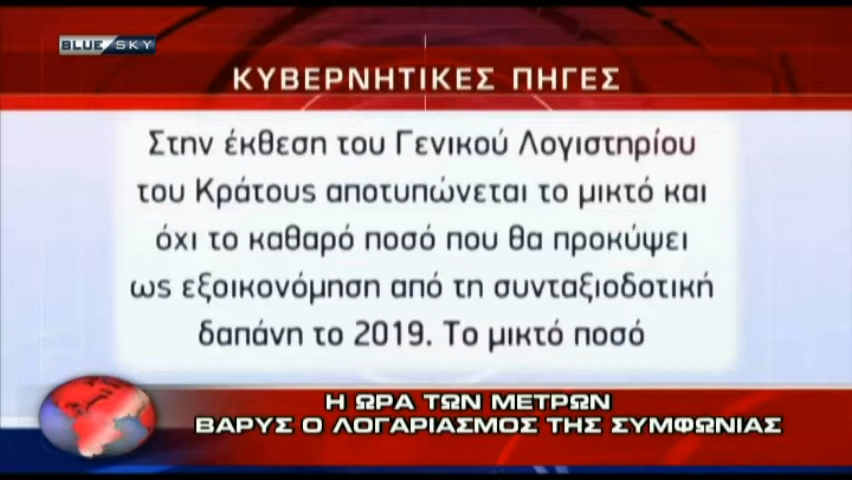 BLUE SKY
ΚΥΒΕΡΝΗΤΙΚΕΣ ΠΗΓΕΣ
Στην έκθεση του Γενικού Λογιστηρίου
του Κράτους αποτυπώνεται το μικτό και
όχι το καθαρό ποσό που θα προκύψει
ως εξοικονόμηση από τη συνταξιοδοτική
δαπάνη το 2019. Το μικτό ποσό
Η ΩΡΑ ΤΩΝ ΜΕΤΡΩΝ
ΒΑΡΥΣ Ο ΛΟΓΑΡΙΑΣΜΟΣ ΤΗΣ ΣΥΜΦΩΝΙΑΣ